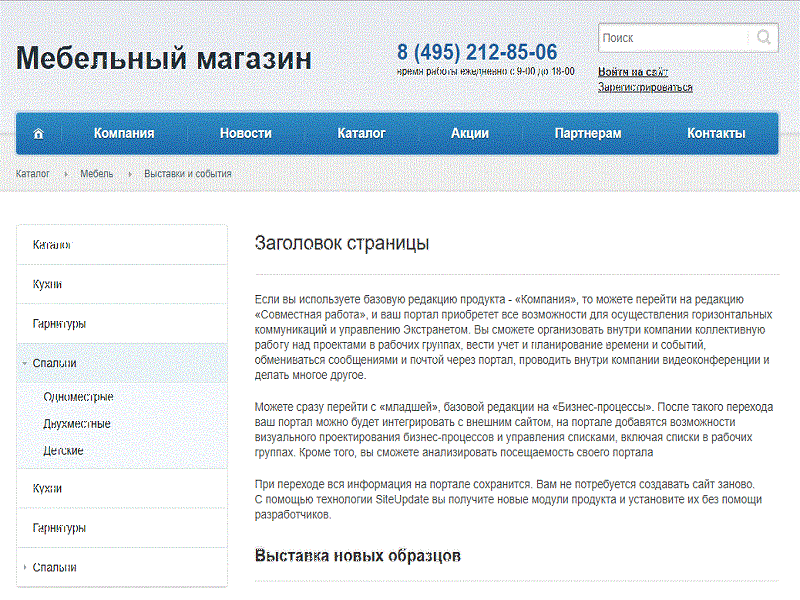 Мебельный магазин
8 (495) 212-85-06
время работы ежедневно с 9-00 до 18-00
Поиск
Войти на сайт
Зарегистрироваться
Компания Новости Каталог Акции Партнерам Контакты
Каталог Мебель Выставки и события
Каталог
Кухни
Гарнитуры
Спальни
Одноместрые
Двухместные
Детские
Кухни
Гарнитуры
Спальни
Заголовок страницы
Если вы используете базовую редакцию продукта - «Компания», то можете перейти на редакцию
«Совместная работа», и ваш портал приобретет все возможности для осуществления горизонтальных
коммуникаций и управлению Экстранетом. Вы сможете организовать внутри компании коллективную
работу над проектами в рабочих группах, вести учет и планирование времени и событий,
обмениваться сообщениями и почтой через портал, проводить внутри компании видеоконференции и
делать многое другое.
Можете сразу перейти с «младшей», базовой редакции на «Бизнес-процессы». После такого перехода
ваш портал можно будет интегрировать с внешним сайтом, на портале добавятся возможности
визуального проектирования бизнес-процессов и управления списками, включая списки в рабочих
группах. Кроме того, вы сможете анализировать посещаемость своего портала
При переходе вся информация на портале сохранится. Вам не потребуется создавать сайт заново.
С помощью технологии SiteUpdate вы получите новые модули продукта и установите их без помощи
разработчиков.
Выставка новых образцов